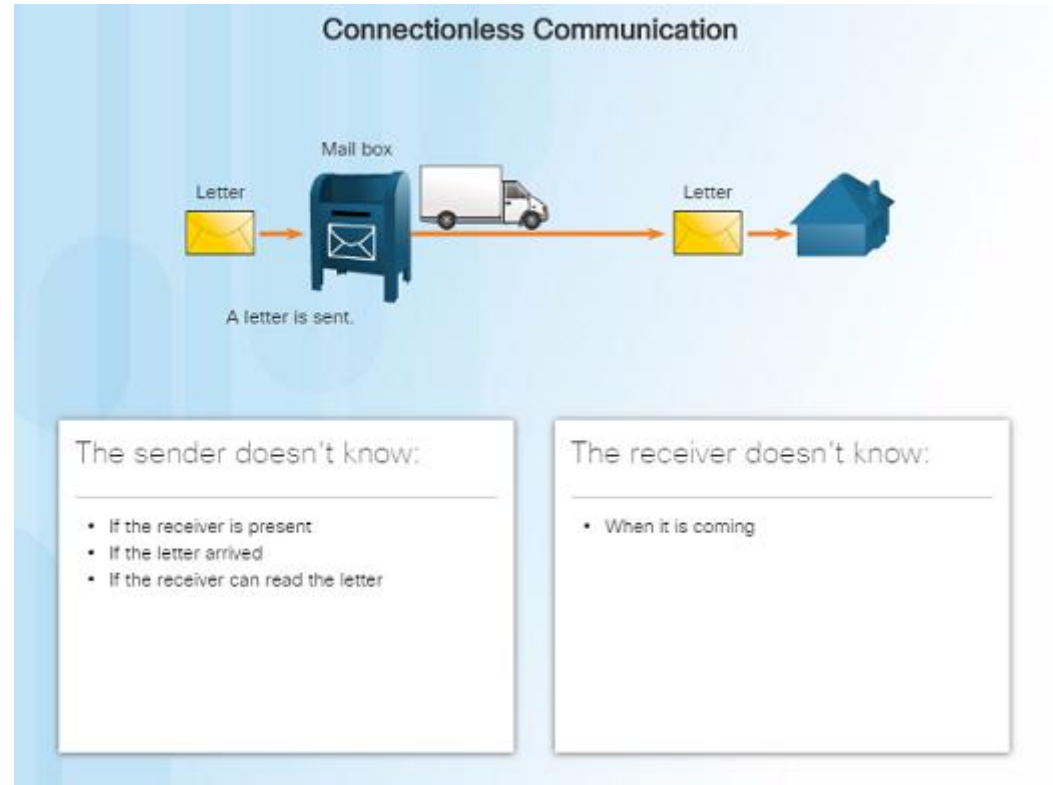 Connectionless Communication
Mail box
Letter
Letter
A letter is sent.
The sender doesn't know:
• If the receiver is present
• If the letter arrived
• If the receiver can read the letter
The receiver doesn't know:
• When it is coming